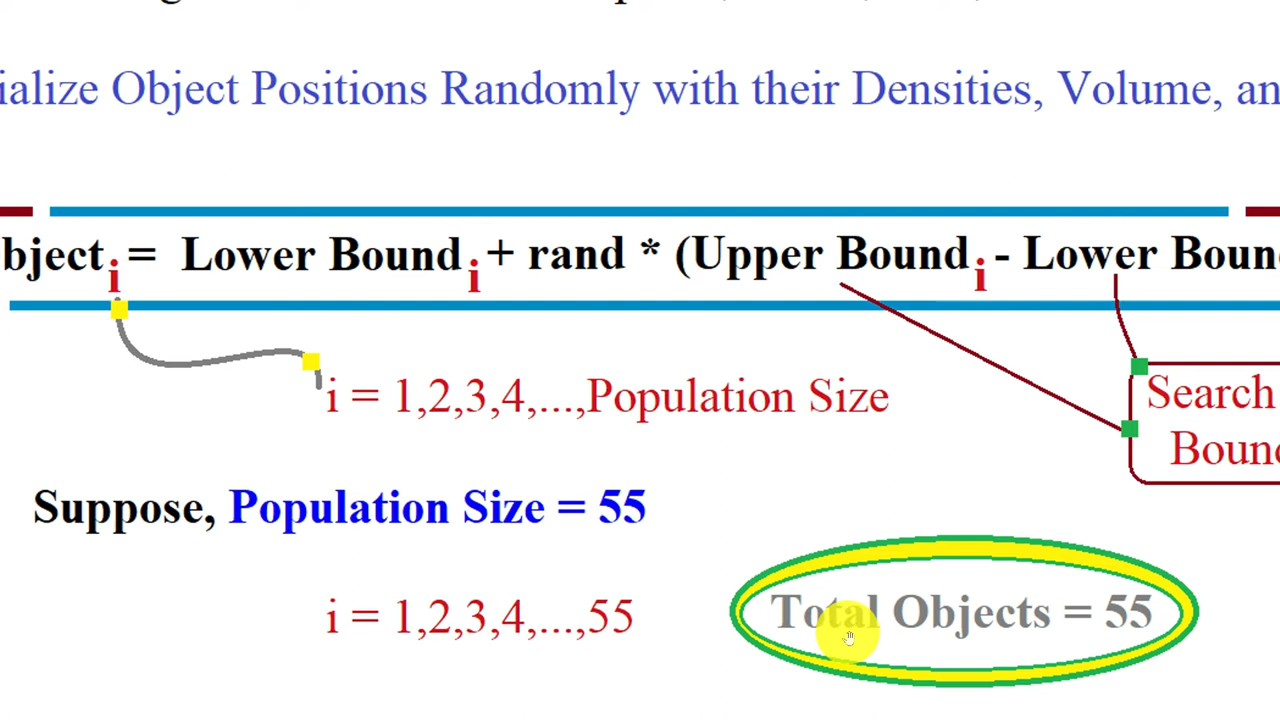 ialize Object Positions Randomly with their Densities, Volume, an
bject i = Lower Bound i + rand * (Upper Bound i - Lower Boun
i = 1,2,3,4,...,Population Size
Search
Boun
Suppose, Population Size = 55
i = 1,2,3,4,...,55
Total Objects = 55